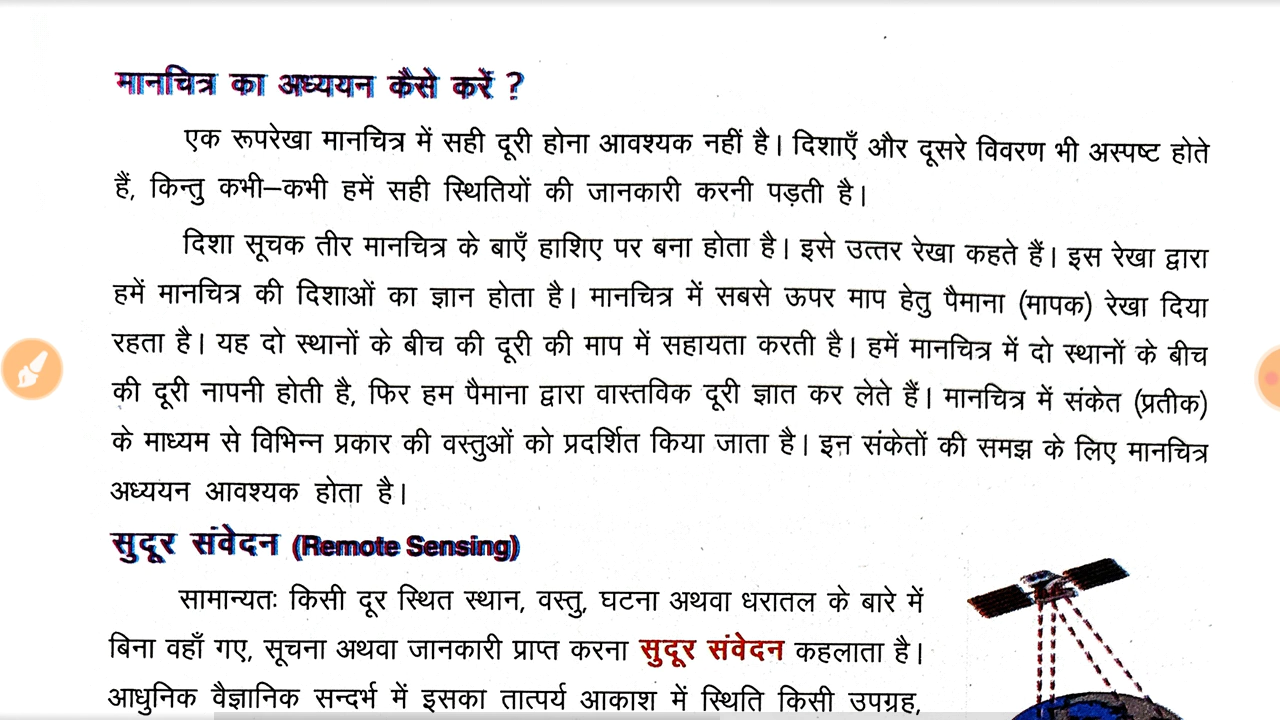 मानचित्र का अध्ययन कैसे करें ?
एक रूपरेखा मानचित्र में सही दूरी होना आवश्यक नहीं है। दिशाएँ और दूसरे विवरण भी अस्पष्ट होते
हैं, किन्तु कभी–कभी हमें सही स्थितियों की जानकारी करनी पड़ती है।
दिशा सूचक तीर मानचित्र के बाएँ हाशिए पर बना होता है। इसे उत्तर रेखा कहते हैं। इस रेखा द्वारा
हमें मानचित्र की दिशाओं का ज्ञान होता है। मानचित्र में सबसे ऊपर माप हेतु पैमाना (मापक) रेखा दिया
रहता है। यह दो स्थानों के बीच की दूरी की माप में सहायता करती है। हमें मानचित्र में दो स्थानों के बीच
की दूरी नापनी होती है, फिर हम पैमाना द्वारा वास्तविक दूरी ज्ञात कर लेते हैं। मानचित्र में संकेत (प्रतीक)
के माध्यम से विभिन्न प्रकार की वस्तुओं को प्रदर्शित किया जाता है। इन संकेतों की समझ के लिए मानचित्र
अध्ययन आवश्यक होता है।
सुदूर संवेदन (Remote Sensing)
सामान्यतः किसी दूर स्थित स्थान, वस्तु, घटना अथवा धरातल के बारे में
बिना वहाँ गए, सूचना अथवा जानकारी प्राप्त करना सुदूर संवेदन कहलाता है।
आधुनिक वैज्ञानिक सन्दर्भ में इसका तात्पर्य आकाश में स्थिति किसी उपग्रह,